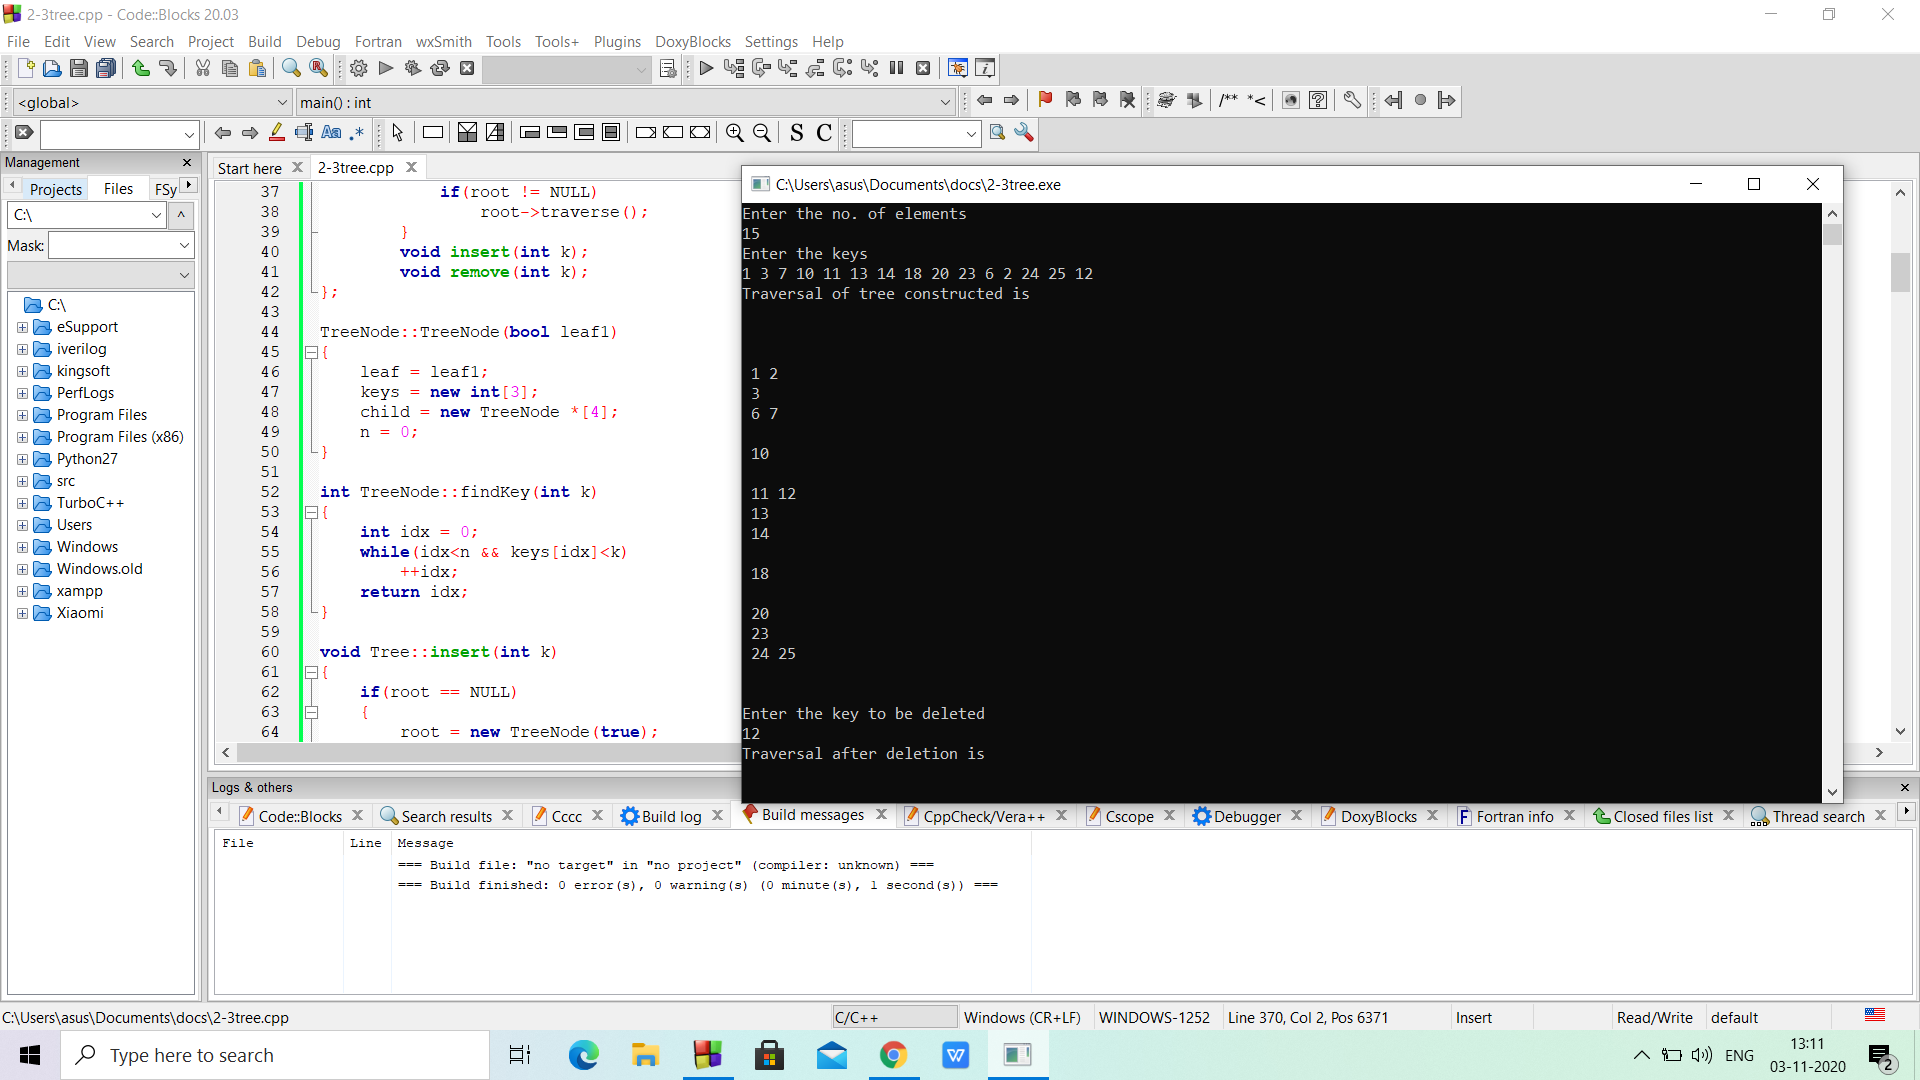 2-3tree.cpp - Code::Blocks 20.03
File Edit View Search Project Build Debug Fortran wxSmith Tools Tools+ Plugins DoxyBlocks Settings Help
<global> main() : int
/** *<
Aa .* S C
Management
Projects Files FSy
C:\
Mask:
C:\
eSupport
iverilog
kingsoft
PerfLogs
Program Files
Program Files (x86)
Python27
src
TurboC++
Users
Windows
Windows.old
xampp
Xiaomi
Start here 2-3tree.cpp
37 if(root != NULL)
38 root->traverse();
39 }
40 void insert(int k);
41 void remove(int k);
42 };
43
44 TreeNode::TreeNode(bool leaf1)
45 {
46 leaf = leaf1;
47 keys = new int[3];
48 child = new TreeNode *[4];
49 n = 0;
50 }
51
52 int TreeNode::findKey(int k)
53 {
54 int idx = 0;
55 while(idx<n && keys[idx]<k)
56 ++idx;
57 return idx;
58 }
59
60 void Tree::insert(int k)
61 {
62 if(root == NULL)
63 {
64 root = new TreeNode(true);
C:\Users\asus\Documents\docs\2-3tree.exe
Enter the no. of elements
15
Enter the keys
1 3 7 10 11 13 14 18 20 23 6 2 24 25 12
Traversal of tree constructed is
1 2
3
6 7
10
11 12
13
14
18
20
23
24 25
Enter the key to be deleted
12
Traversal after deletion is
Logs & others
Code::Blocks Search results Cccc Build log Build messages CppCheck/Vera++ Cscope Debugger DoxyBlocks Fortran info Closed files list Thread search
File Line Message
=== Build file: "no target" in "no project" (compiler: unknown) ===
=== Build finished: 0 error(s), 0 warning(s) (0 minute(s), 1 second(s)) ===
C:\Users\asus\Documents\docs\2-3tree.cpp C/C++ Windows (CR+LF) WINDOWS-1252 Line 370, Col 2, Pos 6371 Insert Read/Write default
Type here to search
ENG
13:11
03-11-2020
2